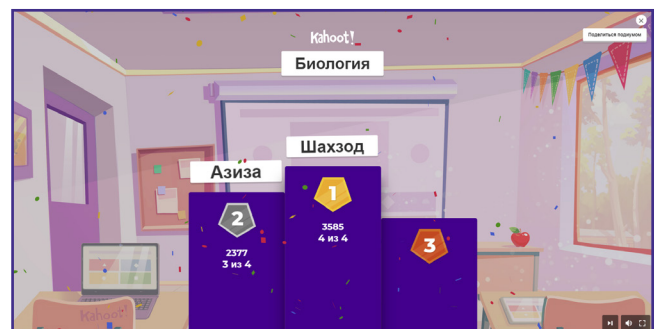 Kahoot!
Поделиться подиумом
Биология
Шахзод
Азиза
1
3585
4 из 4
2
2377
3 из 4
3
Kahoot!